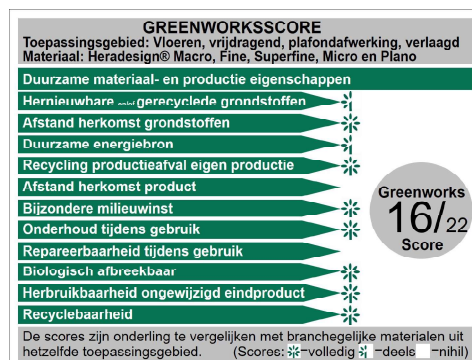 GREENWORKSSCORE
Toepassingsgebied: Vloeren, vrijdragend, plafondafwerking, verlaagd
Materiaal: Heradesign® Macro, Fine, Superfine, Micro en Plano
Duurzame materiaal- en productie eigenschappen
Hernieuwbare en/of gerecyclede grondstoffen
Afstand herkomst grondstoffen
Duurzame energiebron
Recycling productieafval eigen productie
Afstand herkomst product
Bijzondere milieuwinst
Onderhoud tijdens gebruik
Repareerbaarheid tijdens gebruik
Biologisch afbreekbaar
Herbruikbaarheid ongewijzigd eindproduct
Recyclebaarheid
Greenworks
16/22
Score
De scores zijn onderling te vergelijken met branchegelijke materialen uit
hetzelfde toepassingsgebied. (Scores: =volledig =deels =nihil)